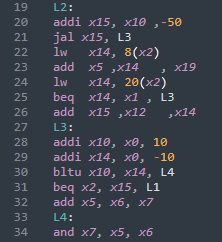 19 L2:
20 addi x15, x10 ,-50
21 jal x15, L3
22 lw   x14, 8(x2)
23 add  x5 ,x14   , x19
24 lw   x14, 20(x2)
25 beq  x14, x1 , L3
26 add  x15 ,x12   ,x14
27 L3:
28 addi x10, x0, 10
29 addi x14, x0, -10
30 bltu x10, x14, L4
31 beq x2, x15, L1
32 add x5, x6, x7
33 L4:
34 and x7, x5, x6